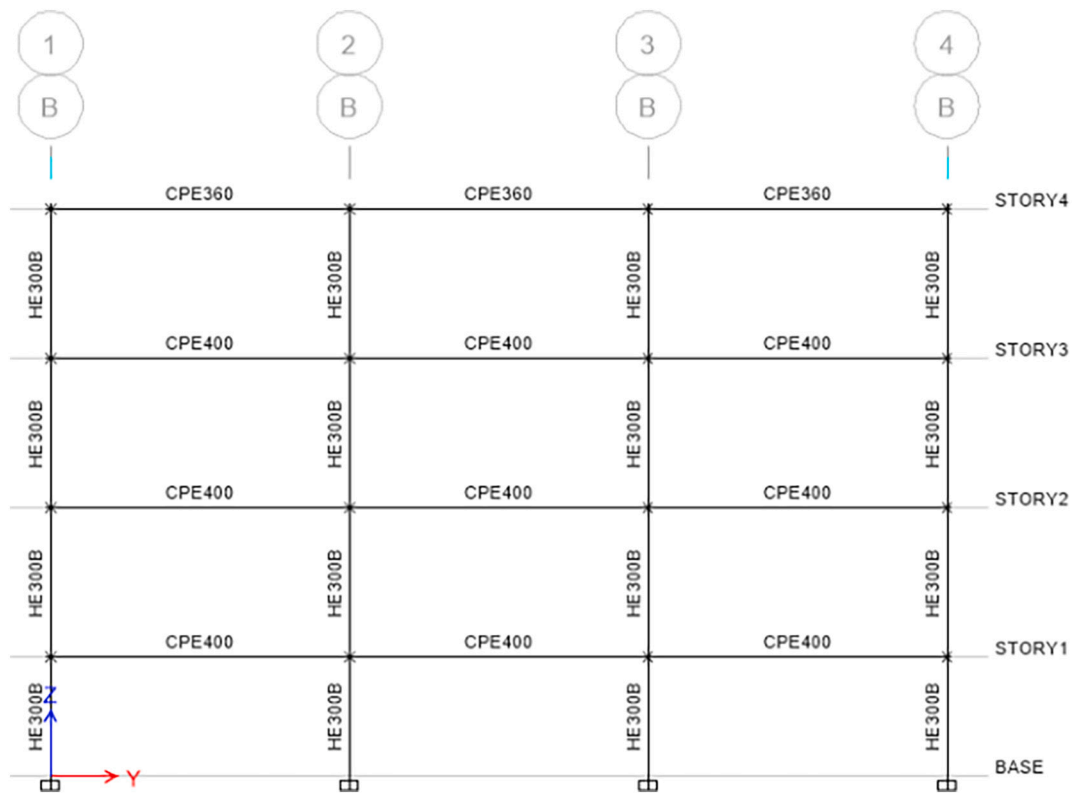 1 2 3 4
B B B B
CPE360 CPE360 CPE360 STORY4
HE300B HE300B HE300B HE300B
CPE400 CPE400 CPE400 STORY3
HE300B HE300B HE300B HE300B
CPE400 CPE400 CPE400 STORY2
HE300B HE300B HE300B HE300B
CPE400 CPE400 CPE400 STORY1
HE300B Z HE300B HE300B HE300B
Y BASE